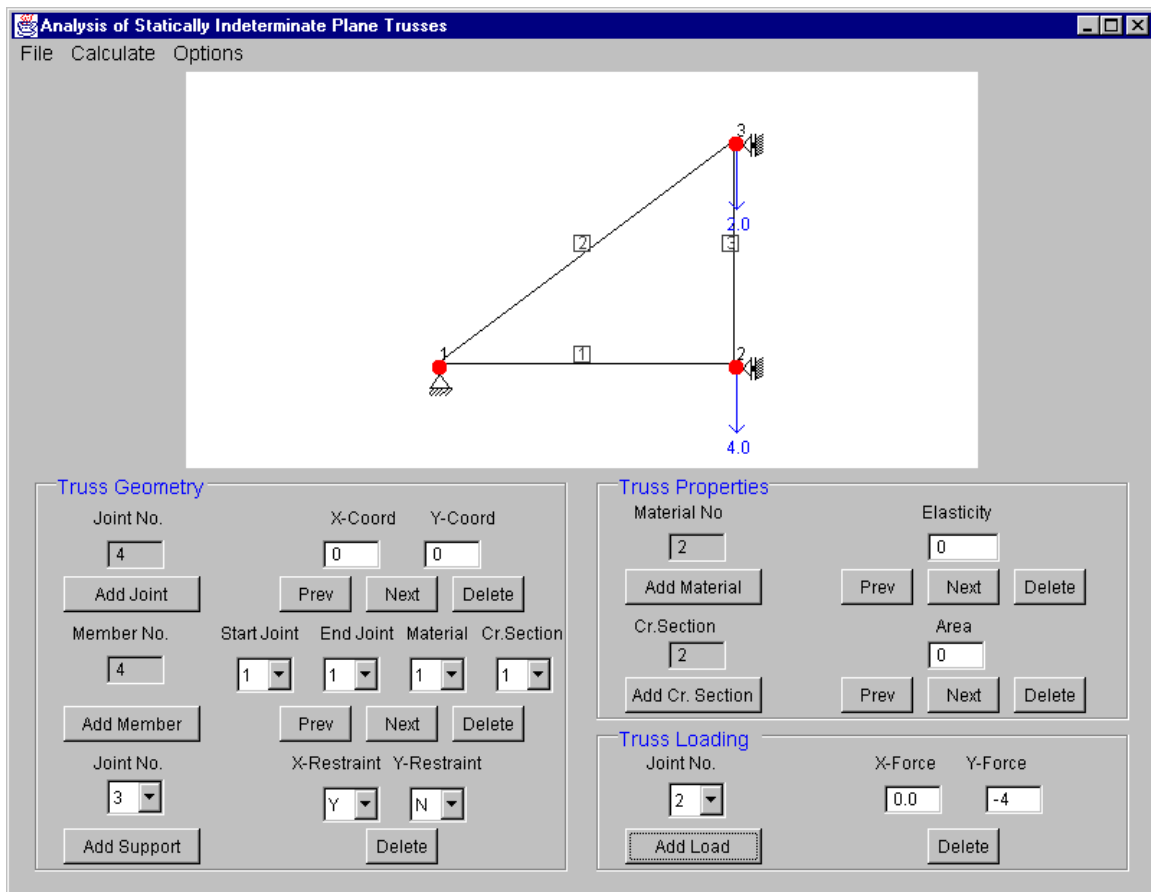 Analysis of Statically Indeterminate Plane Trusses
File Calculate Options
3
2.0
2 3
1 1 2
4.0
Truss Geometry
Joint No. X-Coord Y-Coord
4 0 0
Add Joint Prev Next Delete
Member No. Start Joint End Joint Material Cr.Section
4 1 1 1 1
Add Member Prev Next Delete
Joint No. X-Restraint Y-Restraint
3 Y N
Add Support Delete
Truss Properties
Material No Elasticity
2 0
Add Material Prev Next Delete
Cr.Section Area
2 0
Add Cr. Section Prev Next Delete
Truss Loading
Joint No. X-Force Y-Force
2 0.0 -4
Add Load Delete